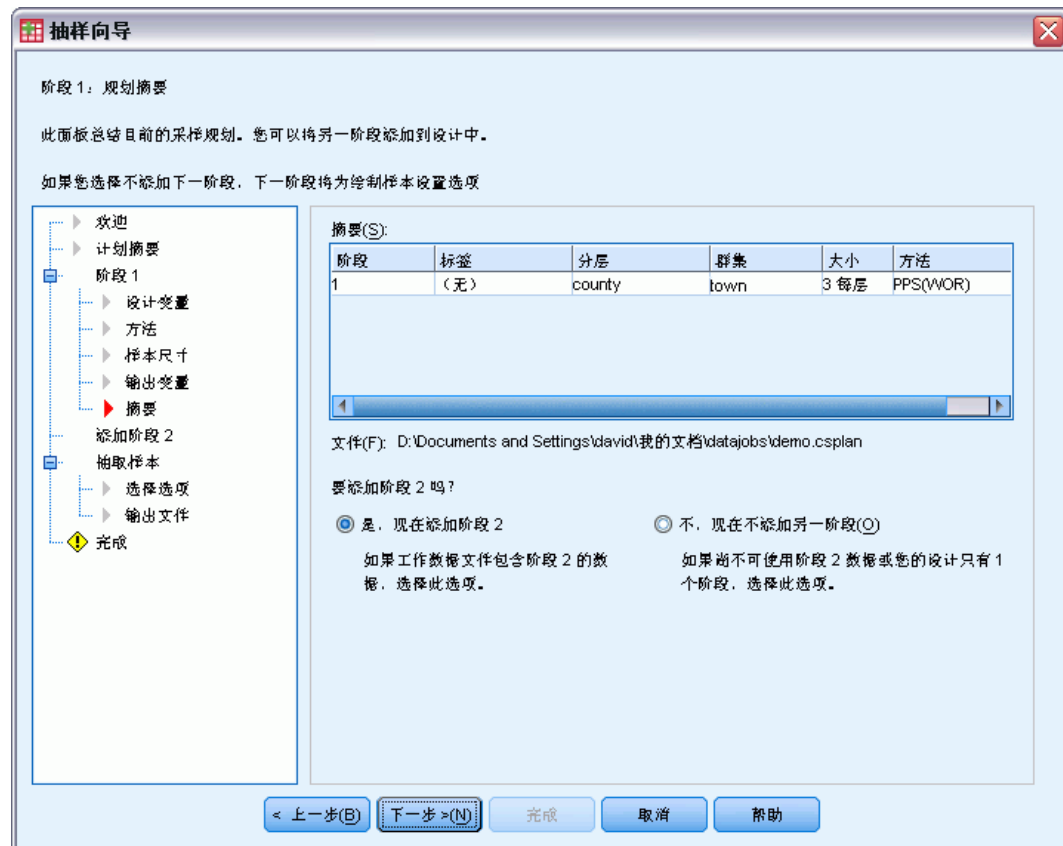 抽样向导
阶段 1：规划摘要
此面板总结目前的采样规划。您可以将另一阶段添加到设计中。
如果您选择不添加下一阶段，下一阶段将为绘制样本设置选项
欢迎
计划摘要
阶段 1
设计变量
方法
样本尺寸
输出变量
摘要
添加阶段 2
抽取样本
选择选项
输出文件
完成
摘要(S):
阶段 标签 分层 群集 大小 方法
1 （无） county town 3 每层 PPS(WOR)
文件(F): D:\Documents and Settings\david\我的文档\datajobs\demo.csplan
要添加阶段 2 吗？
是，现在添加阶段 2
如果工作数据文件包含阶段 2 的数
据，选择此选项。
不，现在不添加另一阶段(O)
如果尚不可使用阶段 2 数据或您的设计只有 1
个阶段，选择此选项。
< 上一步(B) 下一步 >(N) 完成 取消 帮助